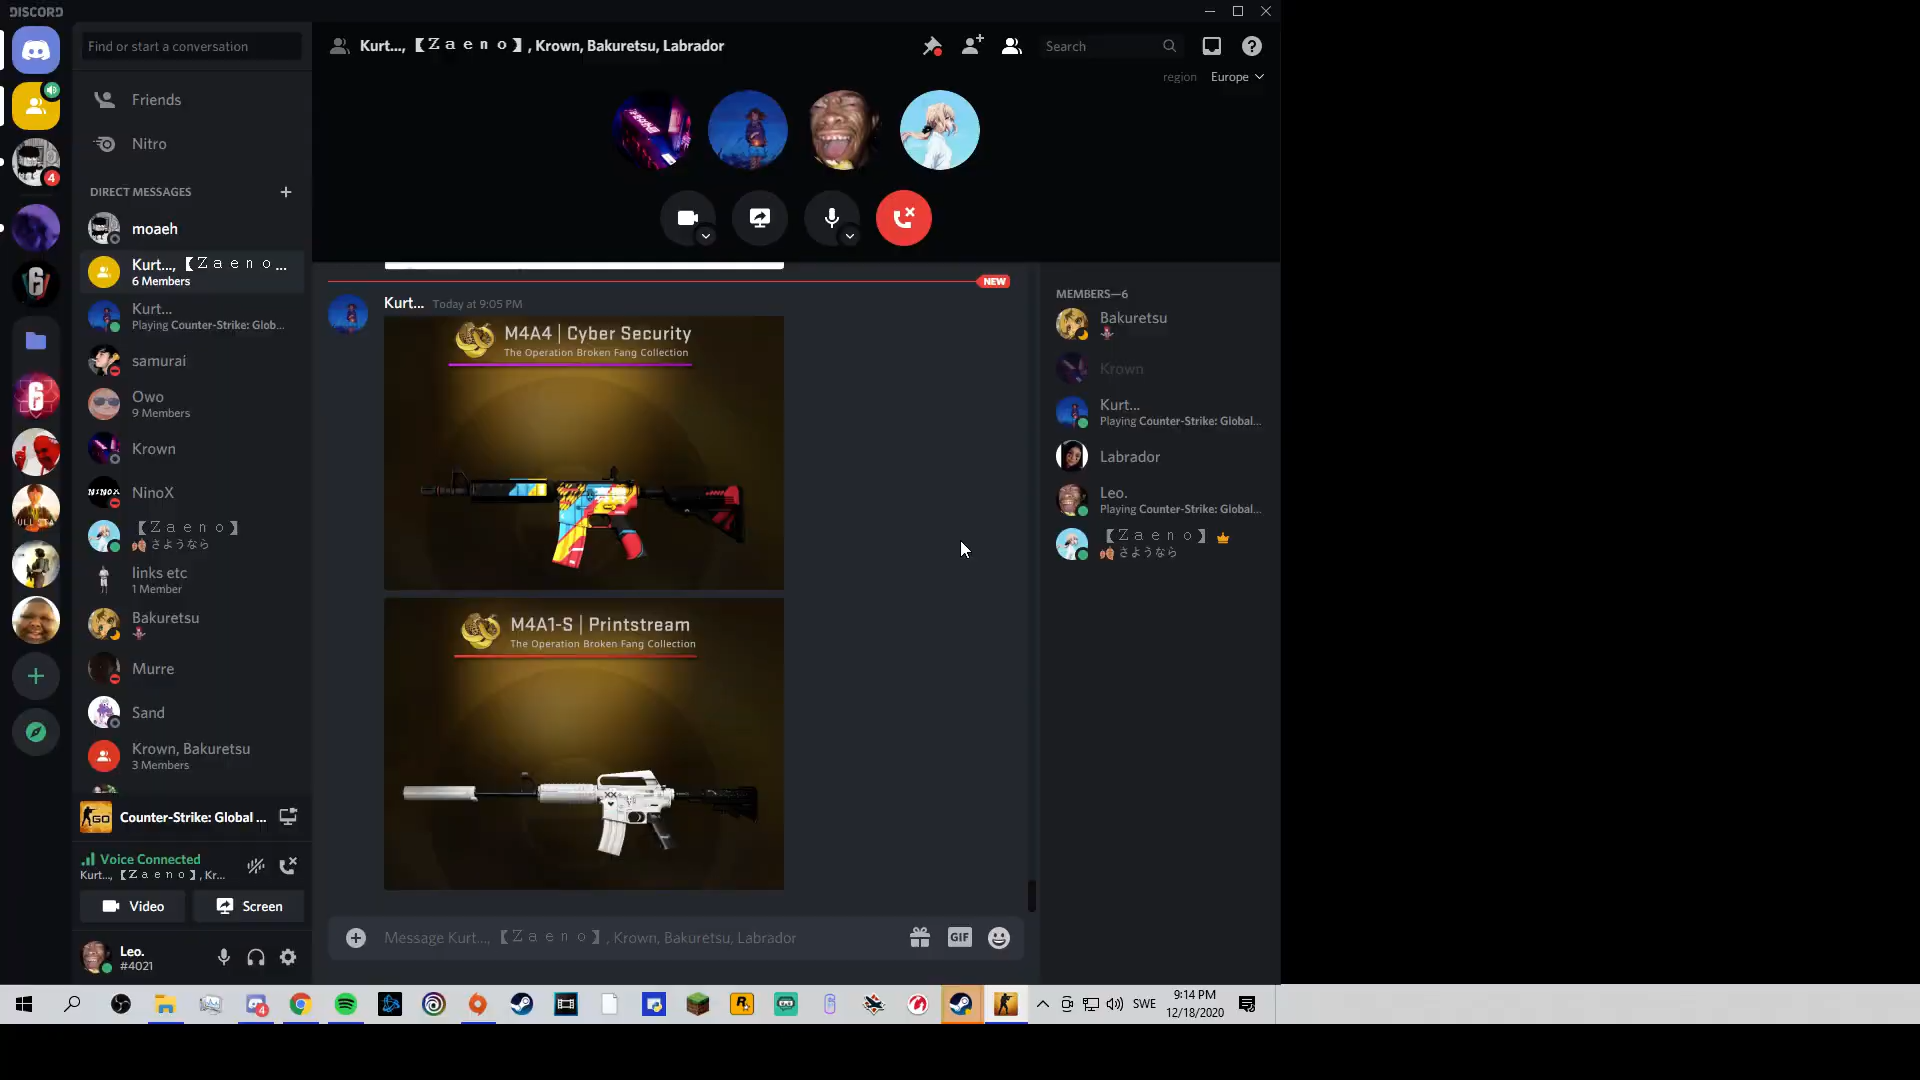 DISCORD
Find or start a conversation
Friends
Nitro
DIRECT MESSAGES
moaeh
Kurt..., 【Ｚａｅｎｏ...
6 Members
Kurt...
Playing Counter-Strike: Glob...
samurai
Owo
9 Members
Krown
NINOX
NinoX
【Ｚａｅｎｏ】
さようなら
links etc
1 Member
Bakuretsu
Murre
Sand
Krown, Bakuretsu
3 Members
GO
Counter-Strike: Global ...
Voice Connected
Kurt..., 【Ｚａｅｎｏ】, Kr...
Video
Screen
Leo.
#4021
4
6
6
Kurt..., 【Ｚａｅｎｏ】, Krown, Bakuretsu, Labrador
Search
region
Europe
NEW
Kurt... Today at 9:05 PM
M4A4 | Cyber Security
The Operation Broken Fang Collection
M4A1-S | Printstream
The Operation Broken Fang Collection
Message Kurt..., 【Ｚａｅｎｏ】, Krown, Bakuretsu, Labrador
GIF
MEMBERS—6
Bakuretsu
Krown
Kurt...
Playing Counter-Strike: Global...
Labrador
Leo.
Playing Counter-Strike: Global...
【Ｚａｅｎｏ】
さようなら
4
R
SWE
9:14 PM
12/18/2020